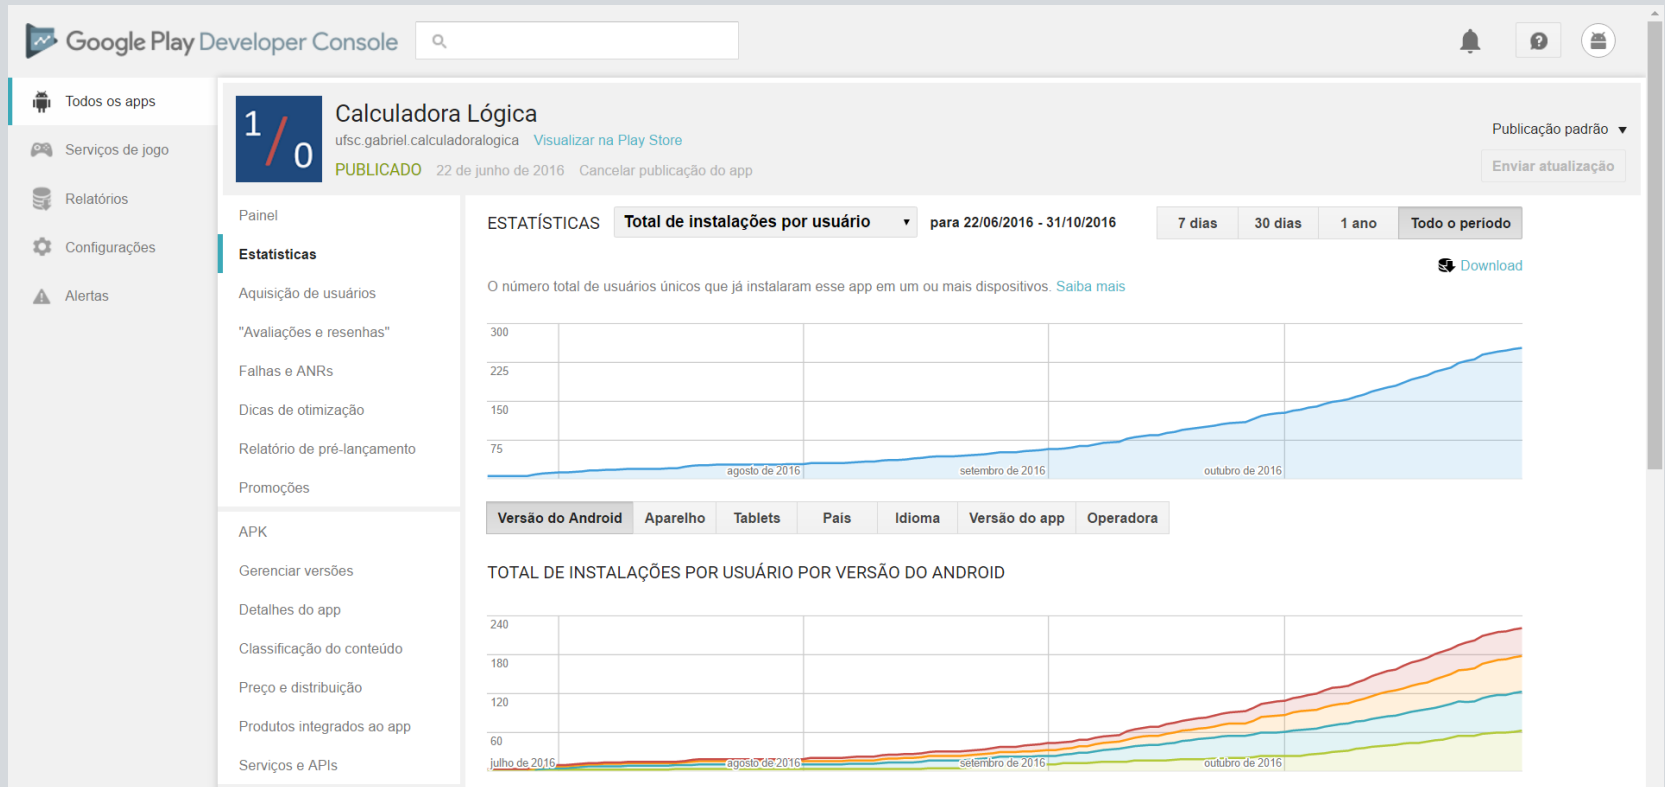 Google Play Developer Console
Todos os apps
Serviços de jogo
Relatórios
Configurações
Alertas
1/0
Calculadora Lógica
ufsc.gabriel.calculadoralogica Visualizar na Play Store
PUBLICADO 22 de junho de 2016 Cancelar publicação do app
Publicação padrão
Enviar atualização
Painel
Estatísticas
Aquisição de usuários
"Avaliações e resenhas"
Falhas e ANRs
Dicas de otimização
Relatório de pré-lançamento
Promoções
APK
Gerenciar versões
Detalhes do app
Classificação do conteúdo
Preço e distribuição
Produtos integrados ao app
Serviços e APIs
ESTATÍSTICAS Total de instalações por usuário para 22/06/2016 - 31/10/2016 7 dias 30 dias 1 ano Todo o período
Download
O número total de usuários únicos que já instalaram esse app em um ou mais dispositivos. Saiba mais
300
225
150
75
agosto de 2016 setembro de 2016 outubro de 2016
Versão do Android Aparelho Tablets País Idioma Versão do app Operadora
TOTAL DE INSTALAÇÕES POR USUÁRIO POR VERSÃO DO ANDROID
240
180
120
60
julho de 2016 agosto de 2016 setembro de 2016 outubro de 2016